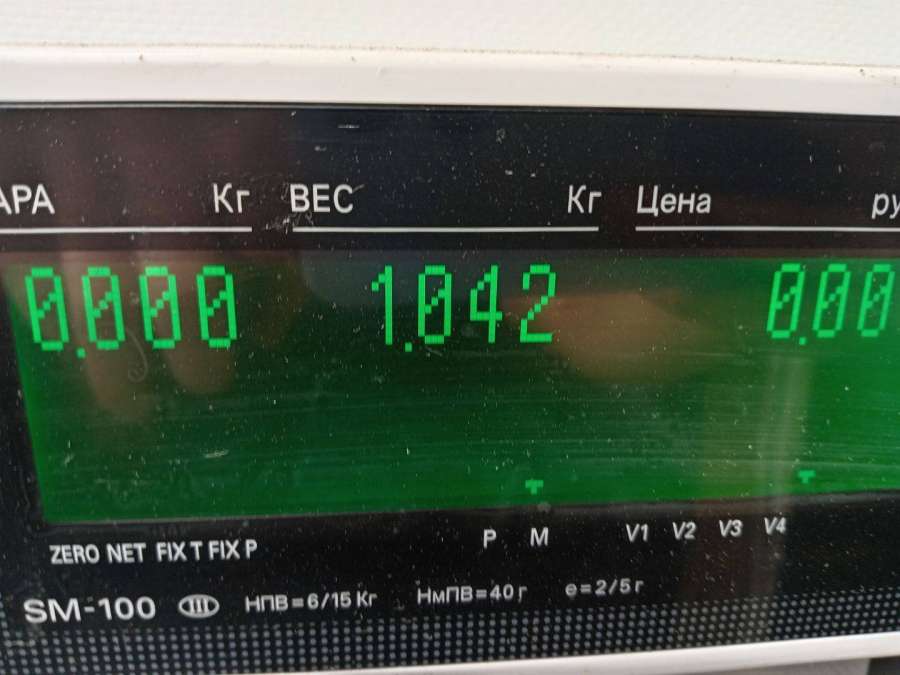 АРА Кг ВЕС Кг Цена ру
0.000 1.042 0.00
P M V1 V2 V3 V4
ZERO NET FIX T FIX P
SM-100 III НПВ=6/15 Кг НмПВ=40 г e=2/5 г